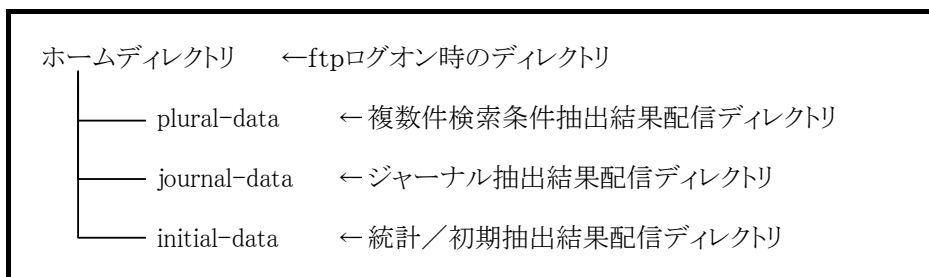 ホームディレクトリ ←ftpログオン時のディレクトリ
plural-data ←複数件検索条件抽出結果配信ディレクトリ
journal-data ←ジャーナル抽出結果配信ディレクトリ
initial-data ←統計／初期抽出結果配信ディレクトリ